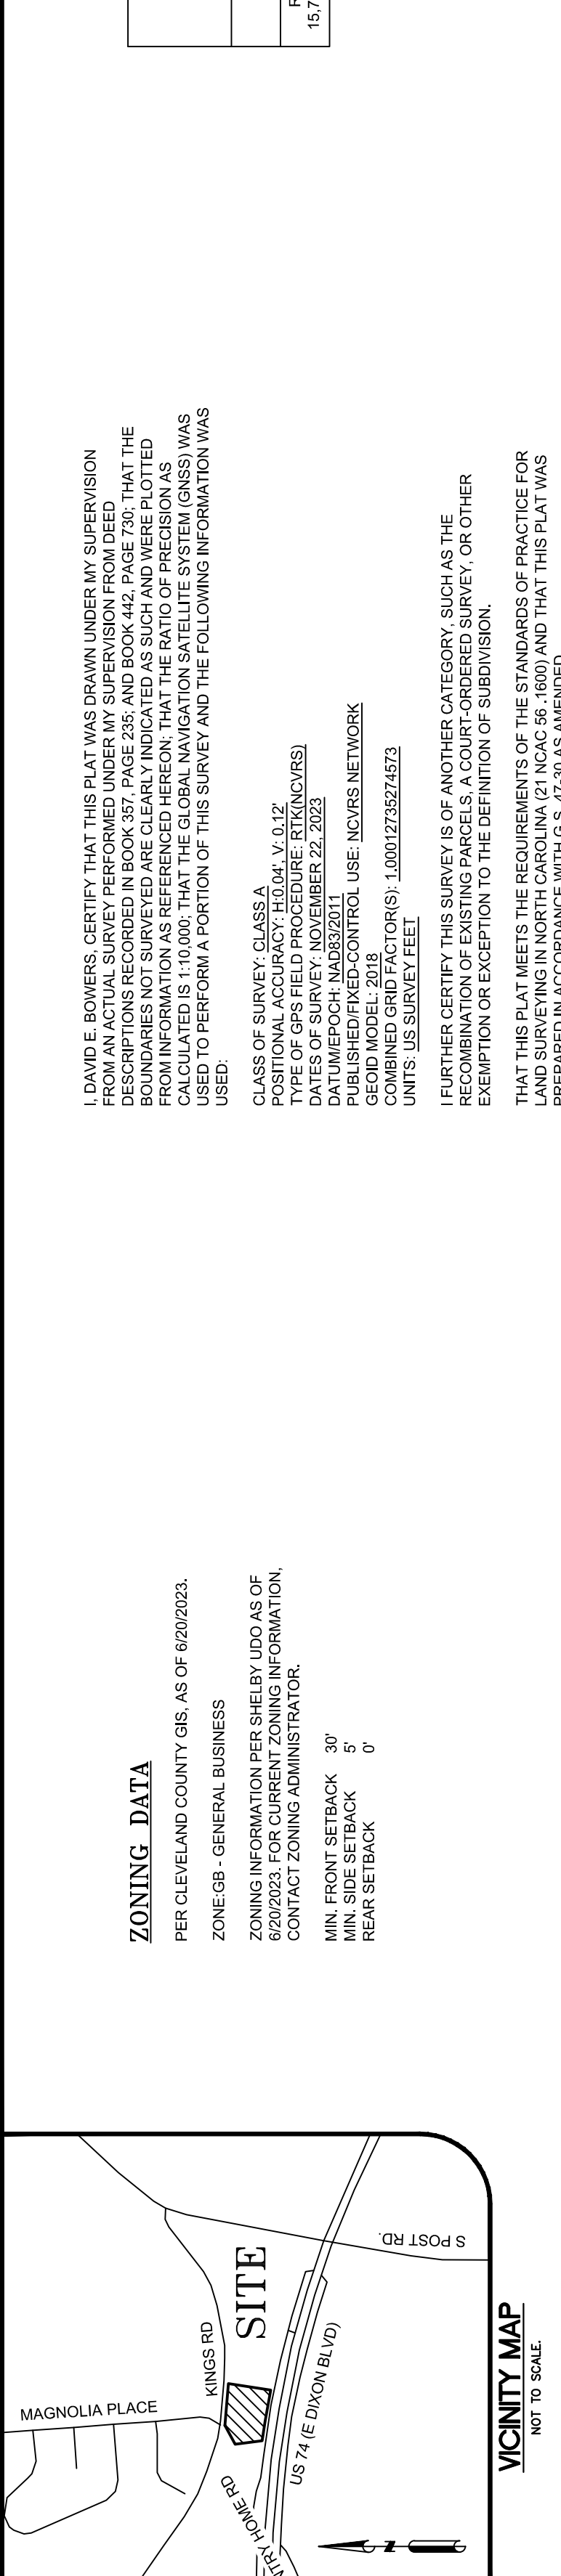 MAGNOLIA PLACE
KINGS RD
SITE
US 74 (E DIXON BLVD)
S POST RD.
HOME RD
N
VICINITY MAP
NOT TO SCALE.
ZONING DATA
PER CLEVELAND COUNTY GIS, AS OF 6/20/2023.
ZONE:GB - GENERAL BUSINESS
ZONING INFORMATION PER SHELBY UDO AS OF
6/20/2023. FOR CURRENT ZONING INFORMATION,
CONTACT ZONING ADMINISTRATOR.
MIN. FRONT SETBACK 30'
MIN. SIDE SETBACK 5'
REAR SETBACK 0'
I, DAVID E. BOWERS, CERTIFY THAT THIS PLAT WAS DRAWN UNDER MY SUPERVISION
FROM AN ACTUAL SURVEY PERFORMED UNDER MY SUPERVISION FROM DEED
DESCRIPTIONS RECORDED IN BOOK 357, PAGE 235; AND BOOK 442, PAGE 730; THAT THE
BOUNDARIES NOT SURVEYED ARE CLEARLY INDICATED AS SUCH AND WERE PLOTTED
FROM INFORMATION AS REFERENCED HEREON; THAT THE RATIO OF PRECISION AS
CALCULATED IS 1:10,000; THAT THE GLOBAL NAVIGATION SATELLITE SYSTEM (GNSS) WAS
USED TO PERFORM A PORTION OF THIS SURVEY AND THE FOLLOWING INFORMATION WAS
USED:
CLASS OF SURVEY: CLASS A
POSITIONAL ACCURACY: H:0.04', V: 0.12'
TYPE OF GPS FIELD PROCEDURE: RTK(NCVRS)
DATES OF SURVEY: NOVEMBER 22, 2023
DATUM/EPOCH: NAD83/2011
PUBLISHED/FIXED-CONTROL USE: NCVRS NETWORK
GEOID MODEL: 2018
COMBINED GRID FACTOR(S): 1.00012735274573
UNITS: US SURVEY FEET
I FURTHER CERTIFY THIS SURVEY IS OF ANOTHER CATEGORY, SUCH AS THE
RECOMBINATION OF EXISTING PARCELS, A COURT-ORDERED SURVEY, OR OTHER
EXEMPTION OR EXCEPTION TO THE DEFINITION OF SUBDIVISION.
THAT THIS PLAT MEETS THE REQUIREMENTS OF THE STANDARDS OF PRACTICE FOR
LAND SURVEYING IN NORTH CAROLINA (21 NCAC 56 .1600) AND THAT THIS PLAT WAS
PREPARED IN ACCORDANCE WITH G.S. 47-30 AS AMENDED